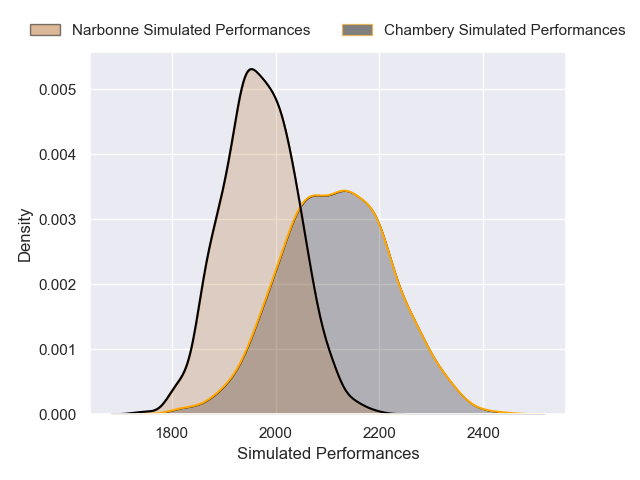 Narbonne Simulated Performances Chambery Simulated Performances
0.005
0.004
0.003
0.002
0.001
0.000
Density
1800 2000 2200 2400
Simulated Performances